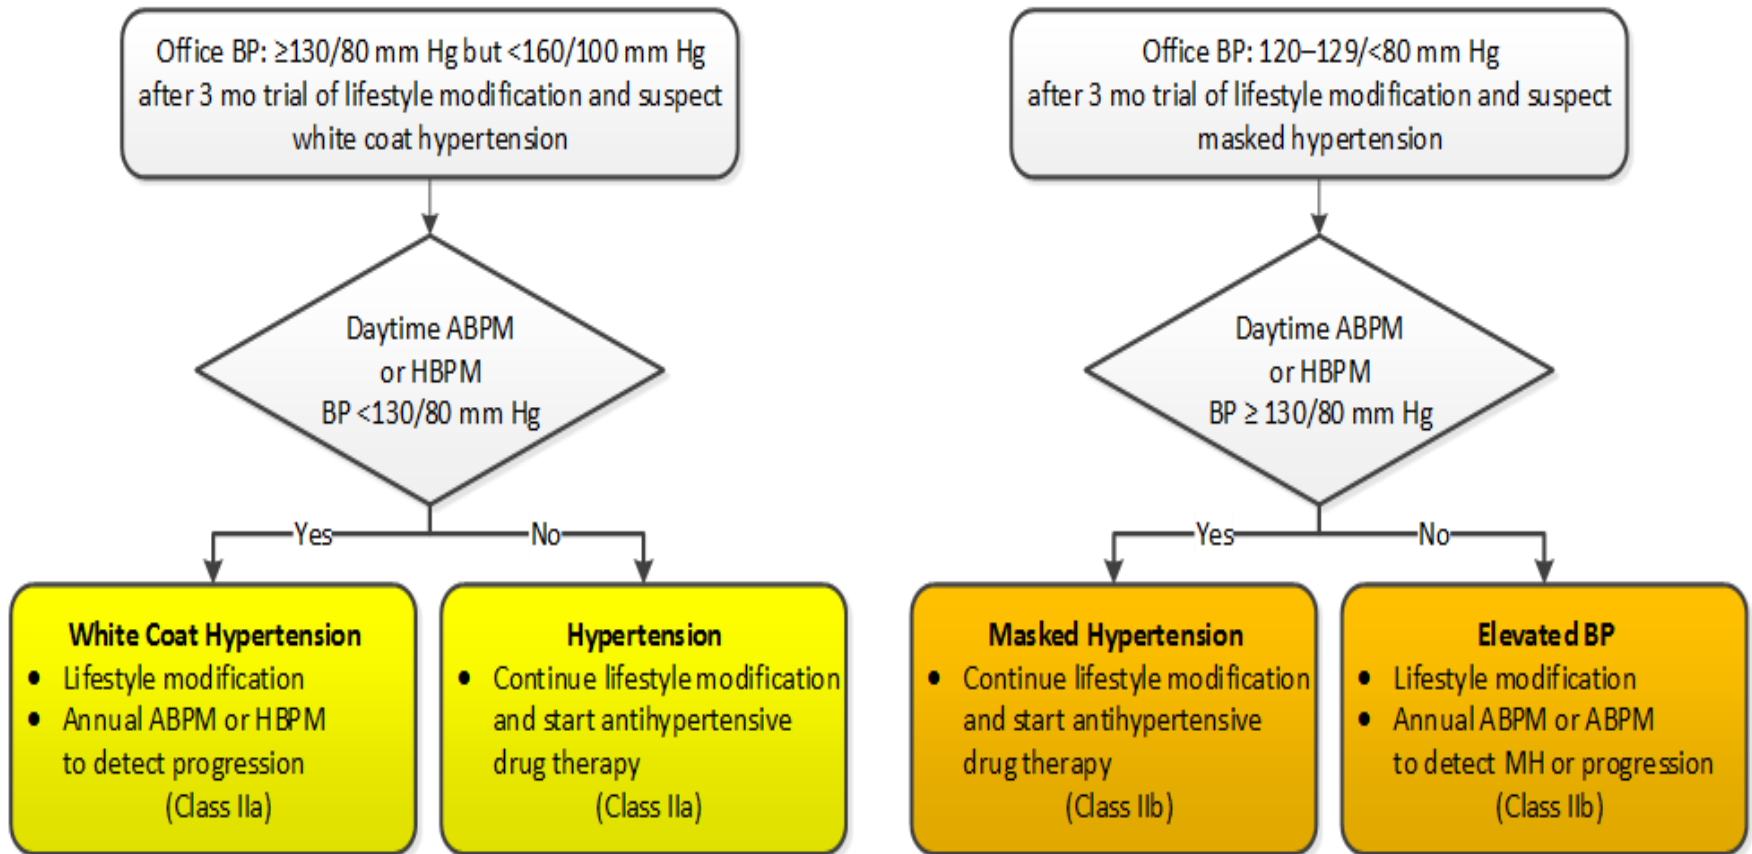 Office BP: ≥130/80 mm Hg but <160/100 mm Hg
after 3 mo trial of lifestyle modification and suspect
white coat hypertension
Daytime ABPM
or HBPM
BP <130/80 mm Hg
Yes
No
White Coat Hypertension
• Lifestyle modification
• Annual ABPM or HBPM
to detect progression
(Class IIa)
Hypertension
• Continue lifestyle modification
and start antihypertensive
drug therapy
(Class IIa)
Office BP: 120–129/<80 mm Hg
after 3 mo trial of lifestyle modification and suspect
masked hypertension
Daytime ABPM
or HBPM
BP ≥ 130/80 mm Hg
Yes
No
Masked Hypertension
• Continue lifestyle modification
and start antihypertensive
drug therapy
(Class IIb)
Elevated BP
• Lifestyle modification
• Annual ABPM or ABPM
to detect MH or progression
(Class IIb)